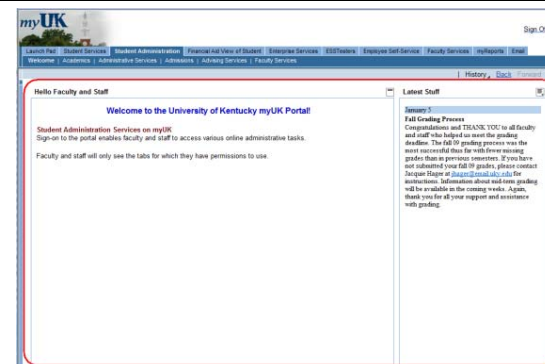 myUK
Sign O
Launch Pad Student Services Student Administration Financial Aid View of Student Enterprise Services ESSTesters Employee Self-Service Faculty Services myReports Email
Welcome | Academics | Administrative Services | Admissions | Advising Services | Faculty Services
| History, Back Forward
Hello Faculty and Staff
Welcome to the University of Kentucky myUK Portal!
Student Administration Services on myUK
Sign-on to the portal enables faculty and staff to access various online administrative tasks.
Faculty and staff will only see the tabs for which they have permissions to use.
Latest Stuff
January 5
Fall Grading Process
Congratulations and THANK YOU to all faculty
and staff who helped us meet the grading
deadline. The fall 09 grading process was the
most successful thus far with fewer missing
grades than in previous semesters. If you have
not submitted your fall 09 grades, please contact
Jacquie Hager at jhager@email.uky.edu for
instructions. Information about mid-term grading
will be available in the coming weeks. Again,
thank you for all your support and assistance
with grading.